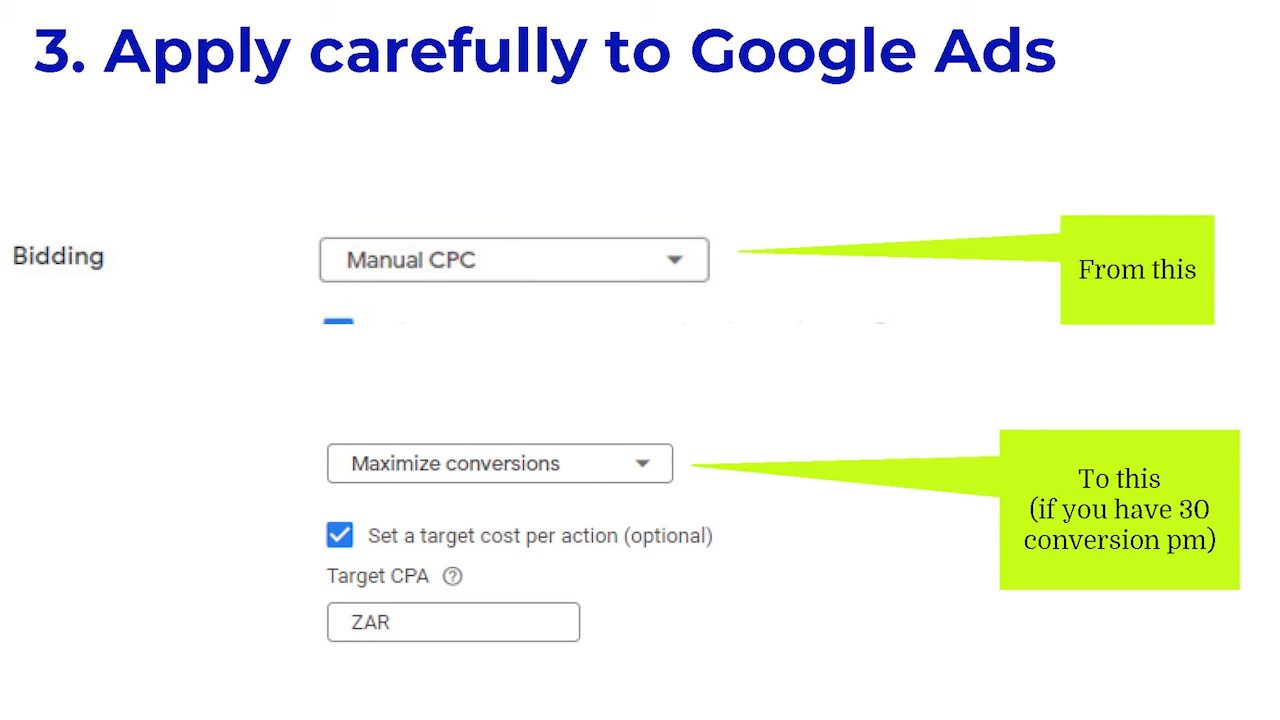 3. Apply carefully to Google Ads
Bidding
Manual CPC
From this
Maximize conversions
To this
(if you have 30
conversion pm)
Set a target cost per action (optional)
Target CPA
ZAR